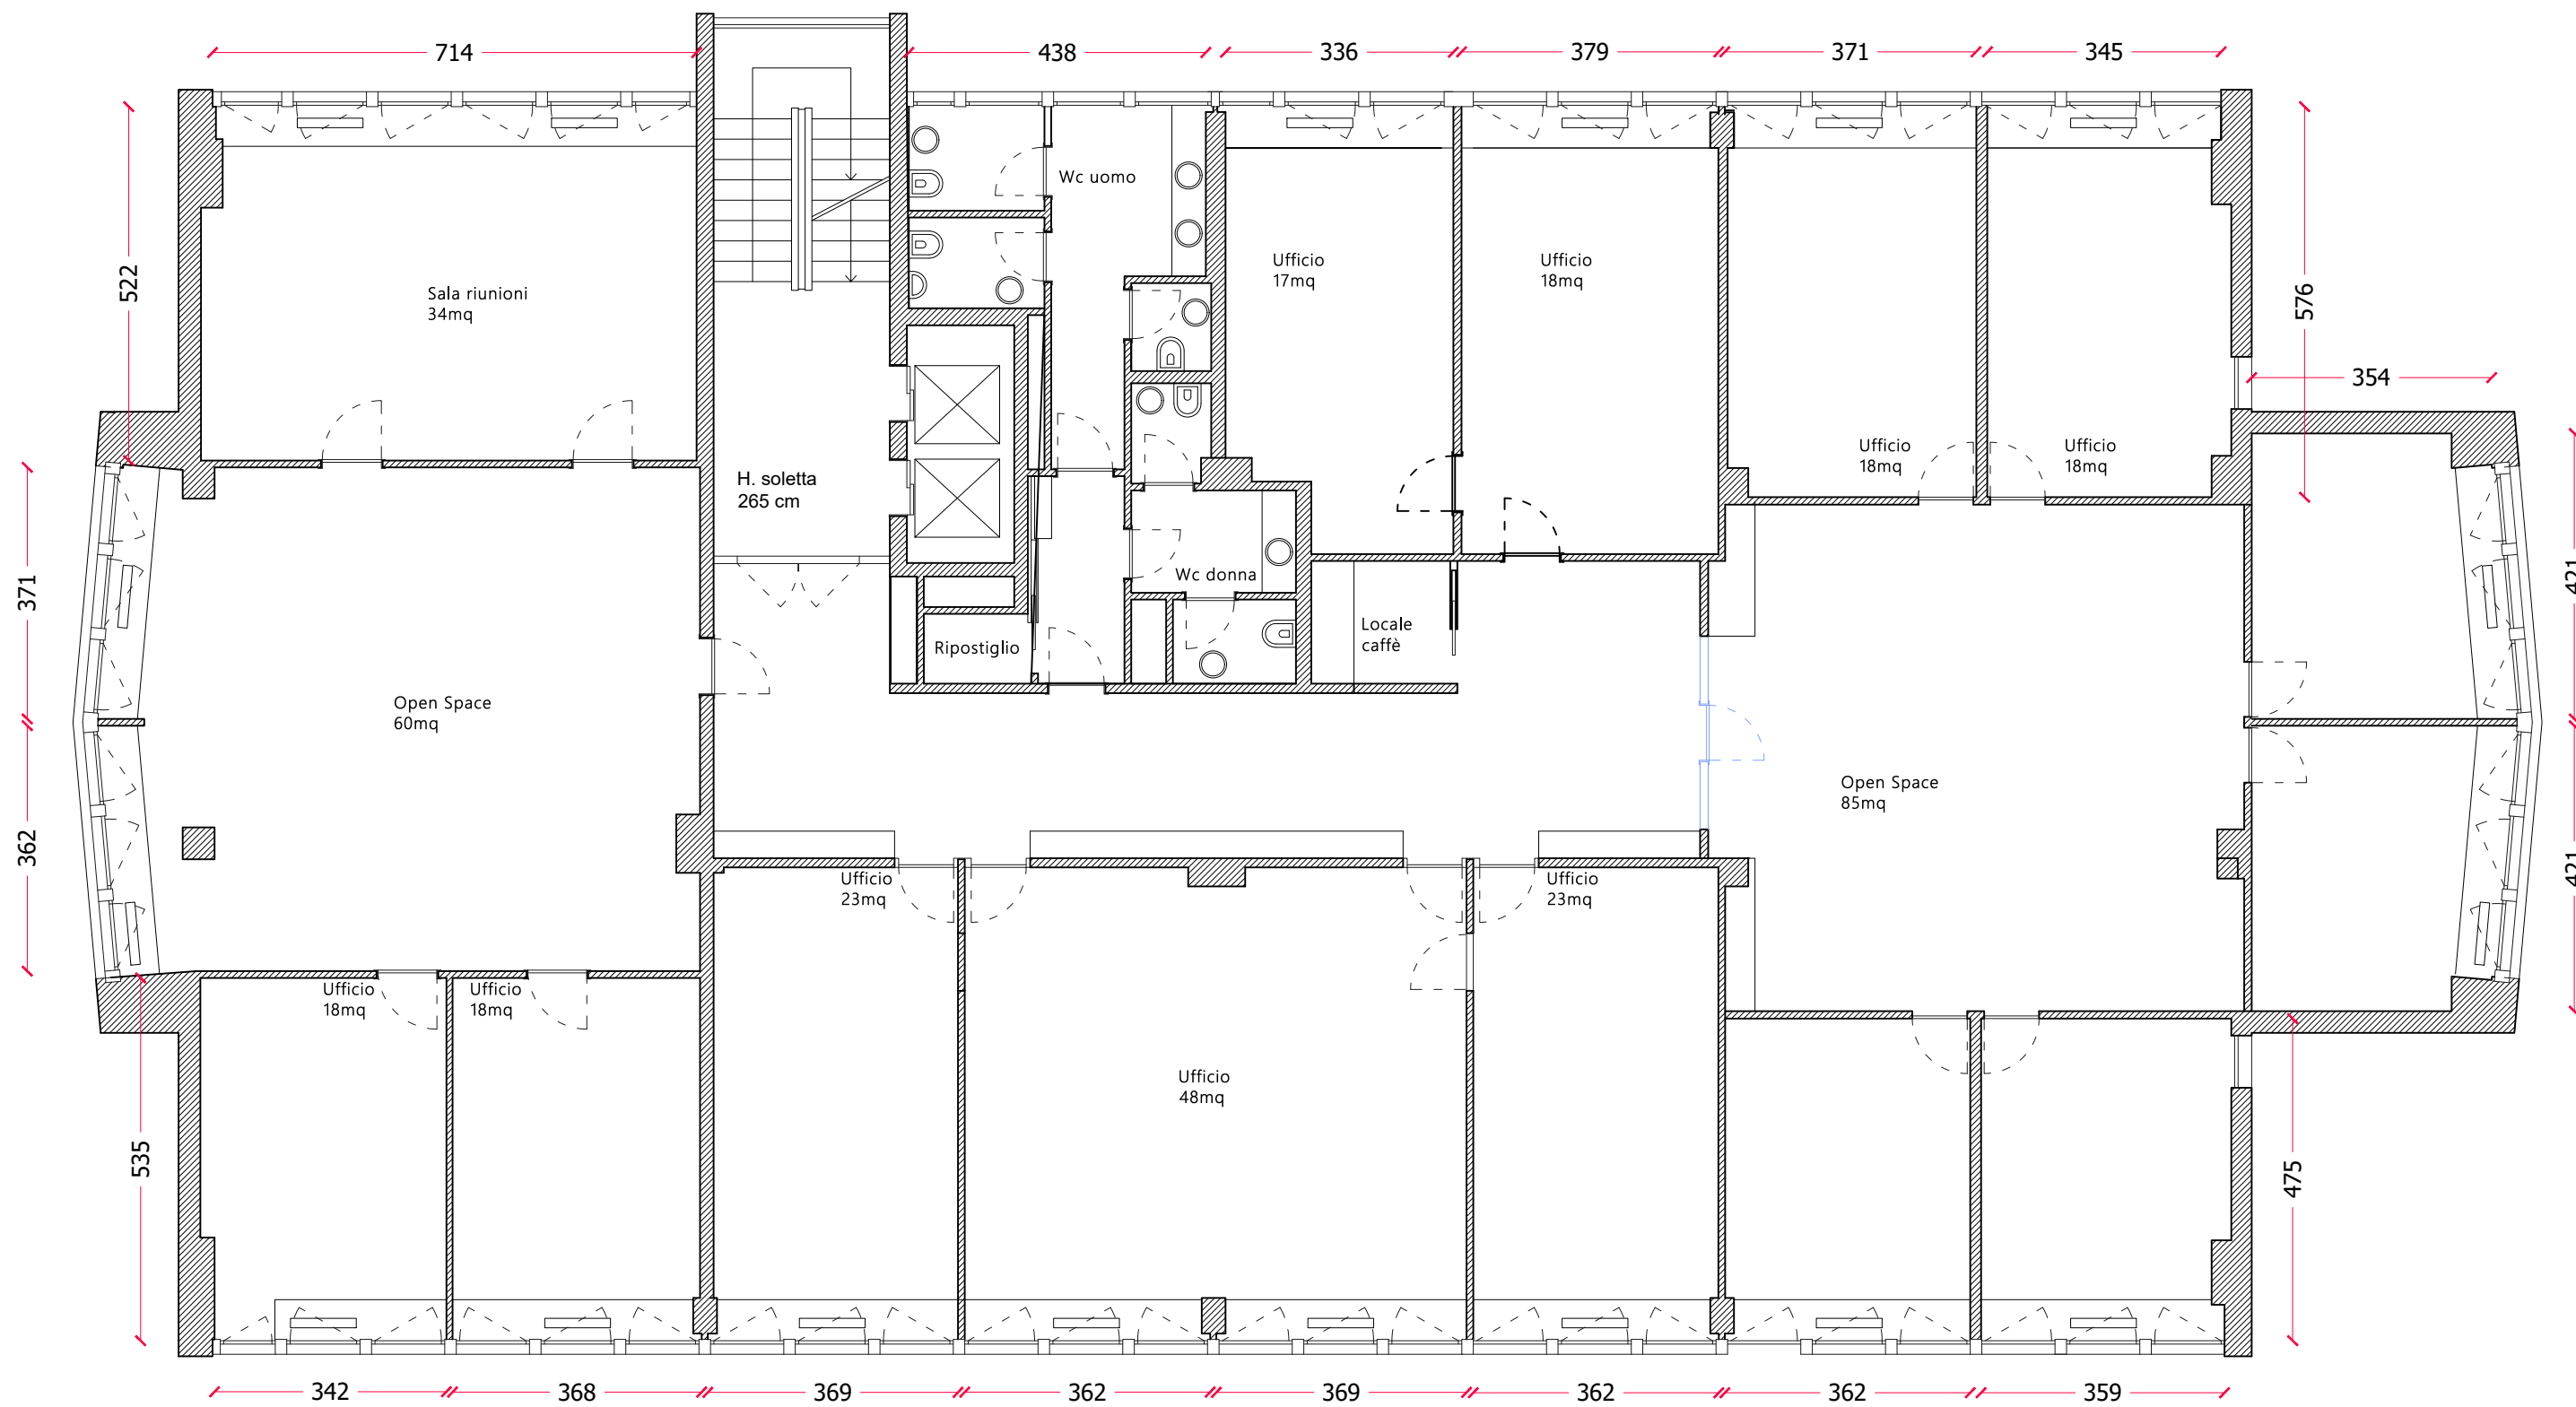 714
438
336
379
371
345
522
Wc uomo
Ufficio
17mq
Ufficio
18mq
576
Sala riunioni
34mq
354
Ufficio
18mq
Ufficio
18mq
H. soletta
265 cm
371
421
Wc donna
Ripostiglio
Locale
caffè
Open Space
60mq
Open Space
85mq
362
421
Ufficio
23mq
Ufficio
23mq
Ufficio
18mq
Ufficio
18mq
Ufficio
48mq
535
475
342
368
369
362
369
362
362
359